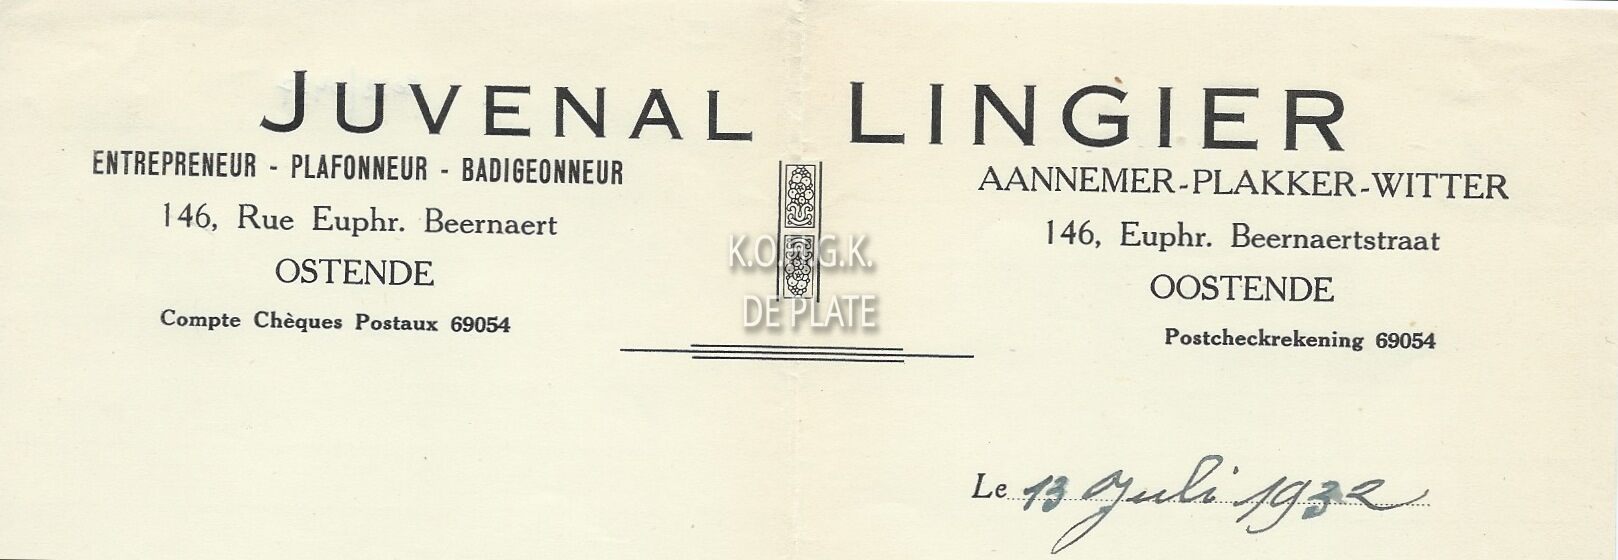 JUVENAL LINGIER
ENTREPRENEUR - PLAFONNEUR - BADIGEONNEUR
146, Rue Euphr. Beernaert
OSTENDE
Compte Chèques Postaux 69054
AANNEMER-PLAKKER-WITTER
146, Euphr. Beernaertstraat
OOSTENDE
Postcheckrekening 69054
K.O.H.G.K.
DE PLATE
Le 13 Juli 1932